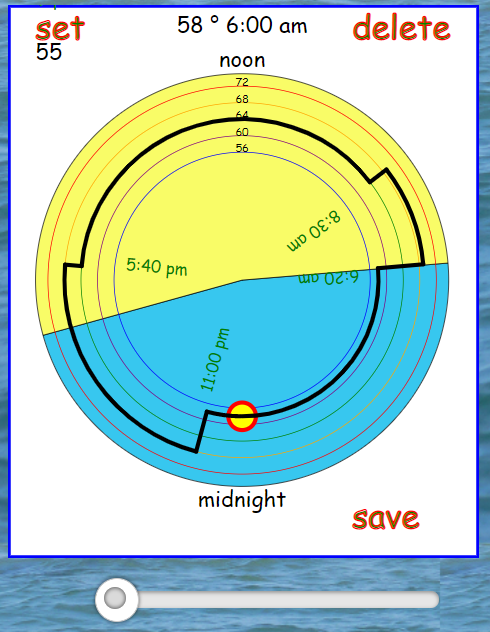 set
58 ° 6:00 am
delete
55
noon
72
68
64
60
56
8:30 am
5:40 pm
6:20 am
11:00 pm
midnight
save